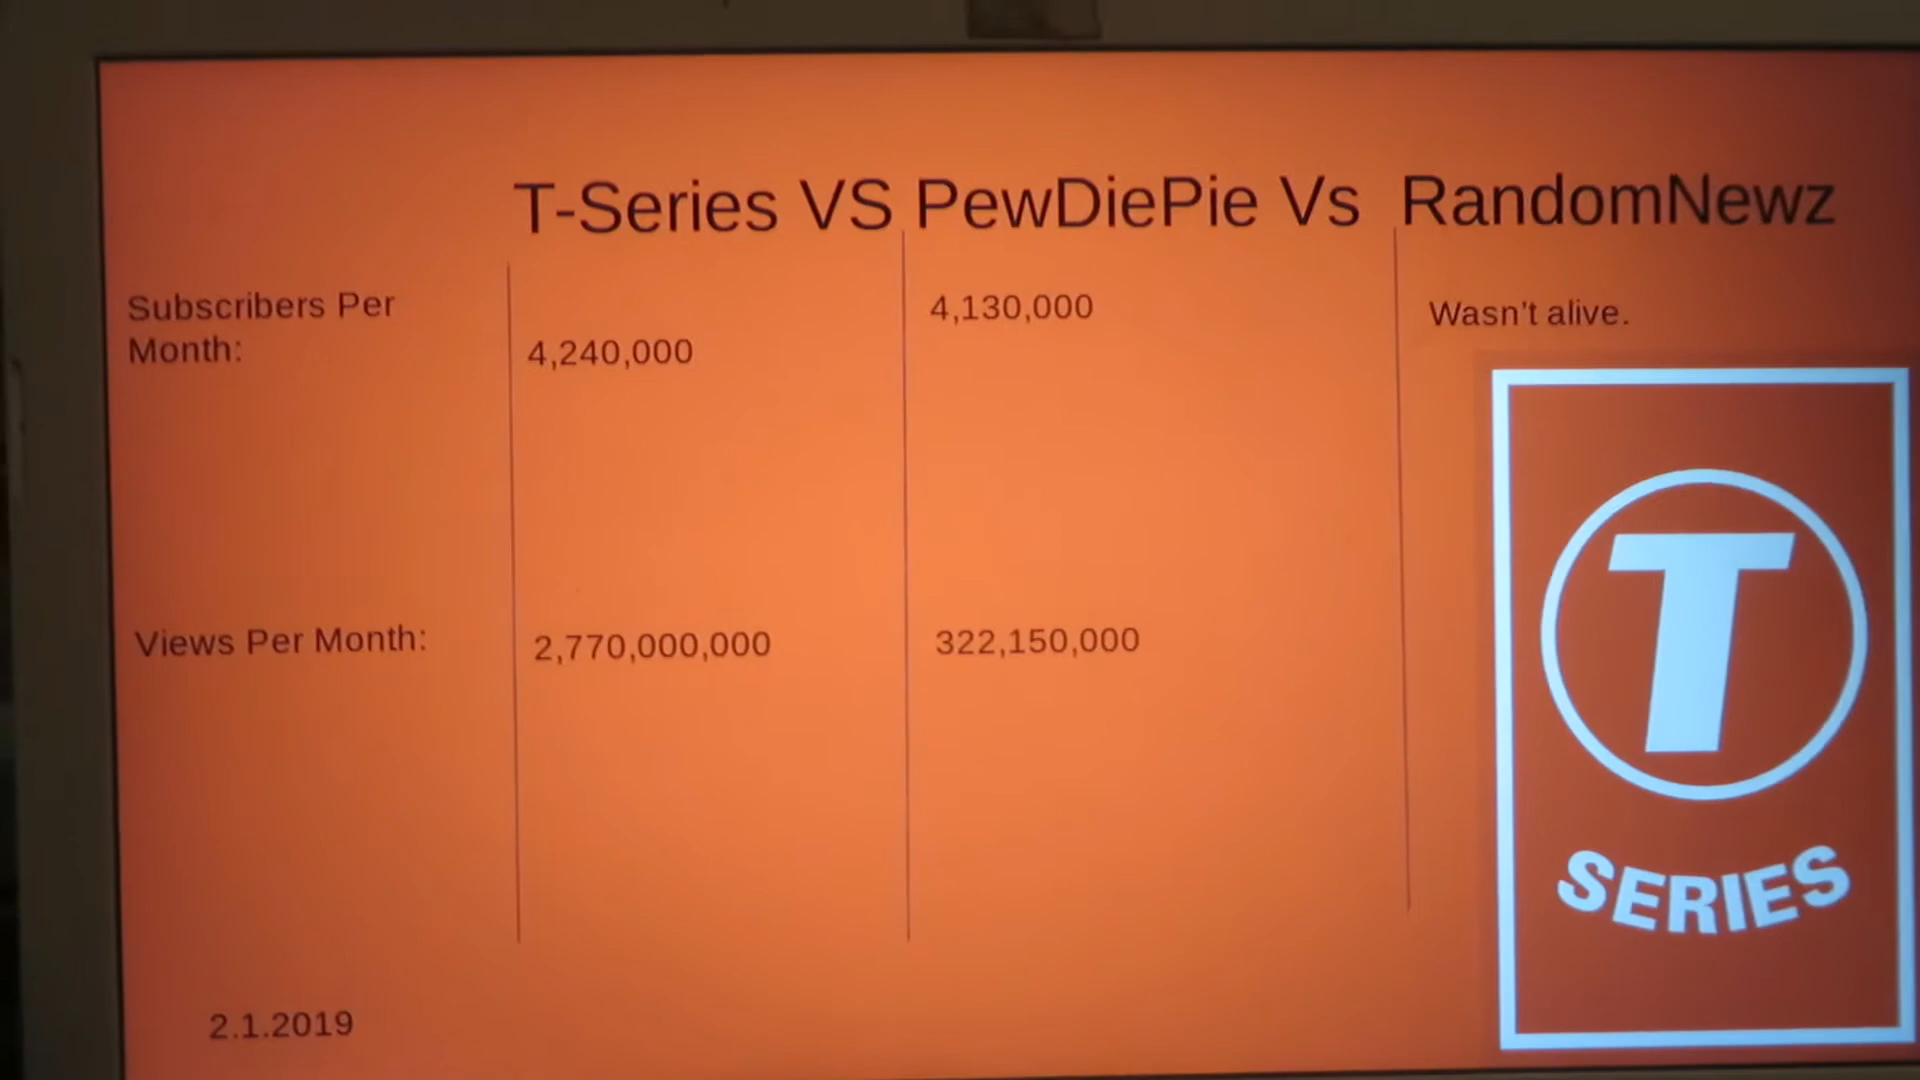 T-Series VS PewDiePie Vs RandomNewz
Subscribers Per
Month:
4,240,000
4,130,000
Wasn't alive.
Views Per Month:
2,770,000,000
322,150,000
T
SERIES
2.1.2019